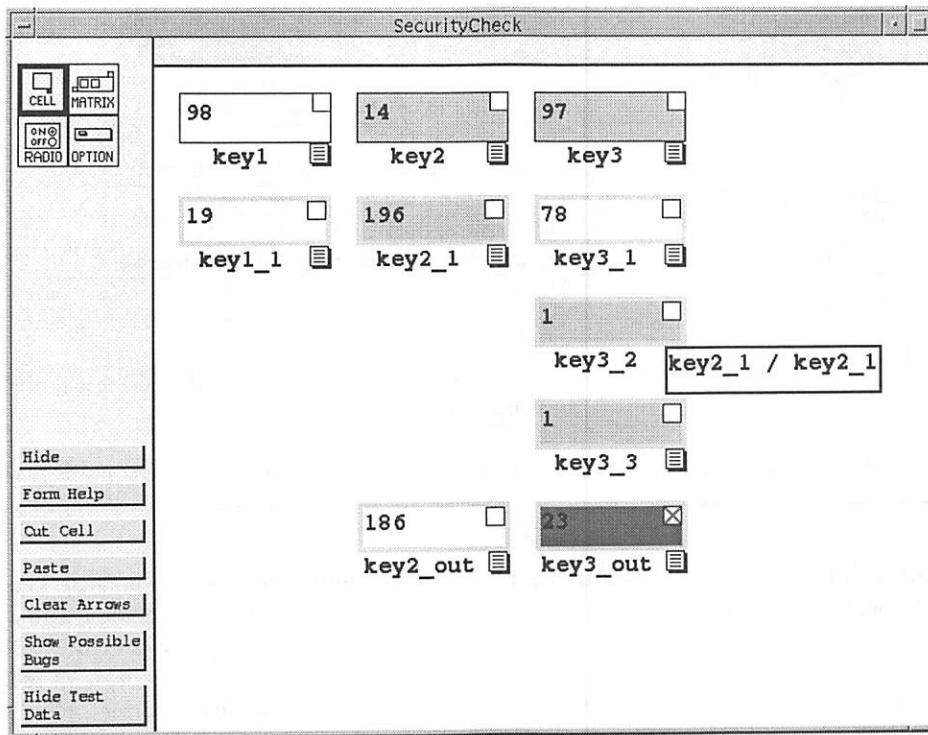 SecurityCheck
CELL MATRIX
ON
OFF
RADIO OPTION
98 14 97
key1 key2 key3
19 196 78
key1_1 key2_1 key3_1
1
key3_2 key2_1 / key2_1
1
key3_3
186 23
key2_out key3_out
Hide
Form Help
Cut Cell
Paste
Clear Arrows
Show Possible
Bugs
Hide Test
Data